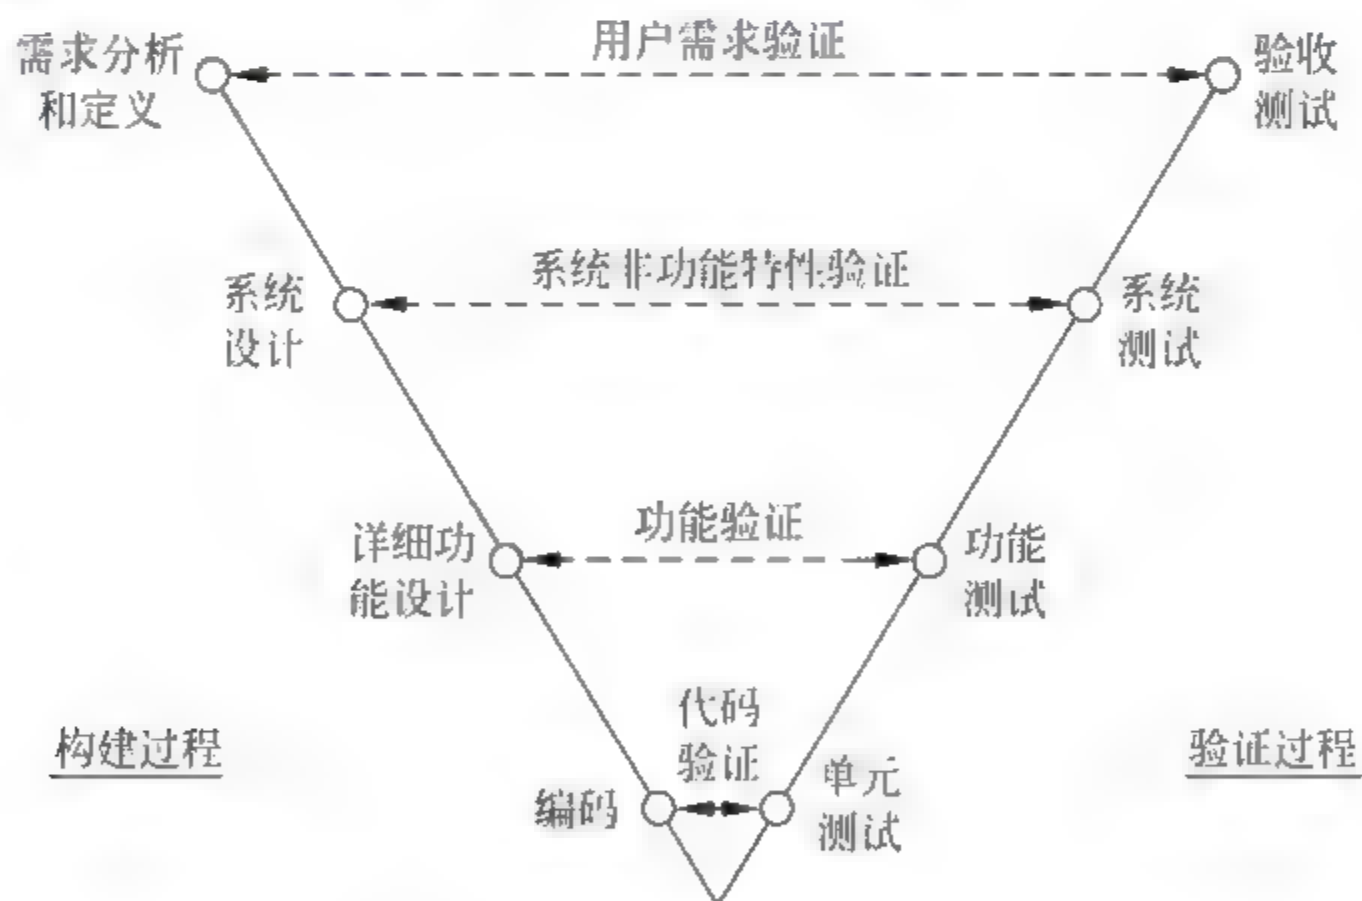 需求分析
和定义
用户需求验证
验收
测试
系统
设计
系统非功能特性验证
系统
测试
详细功
能设计
功能验证
功能
测试
构建过程
代码
验证
验证过程
编码
单元
测试